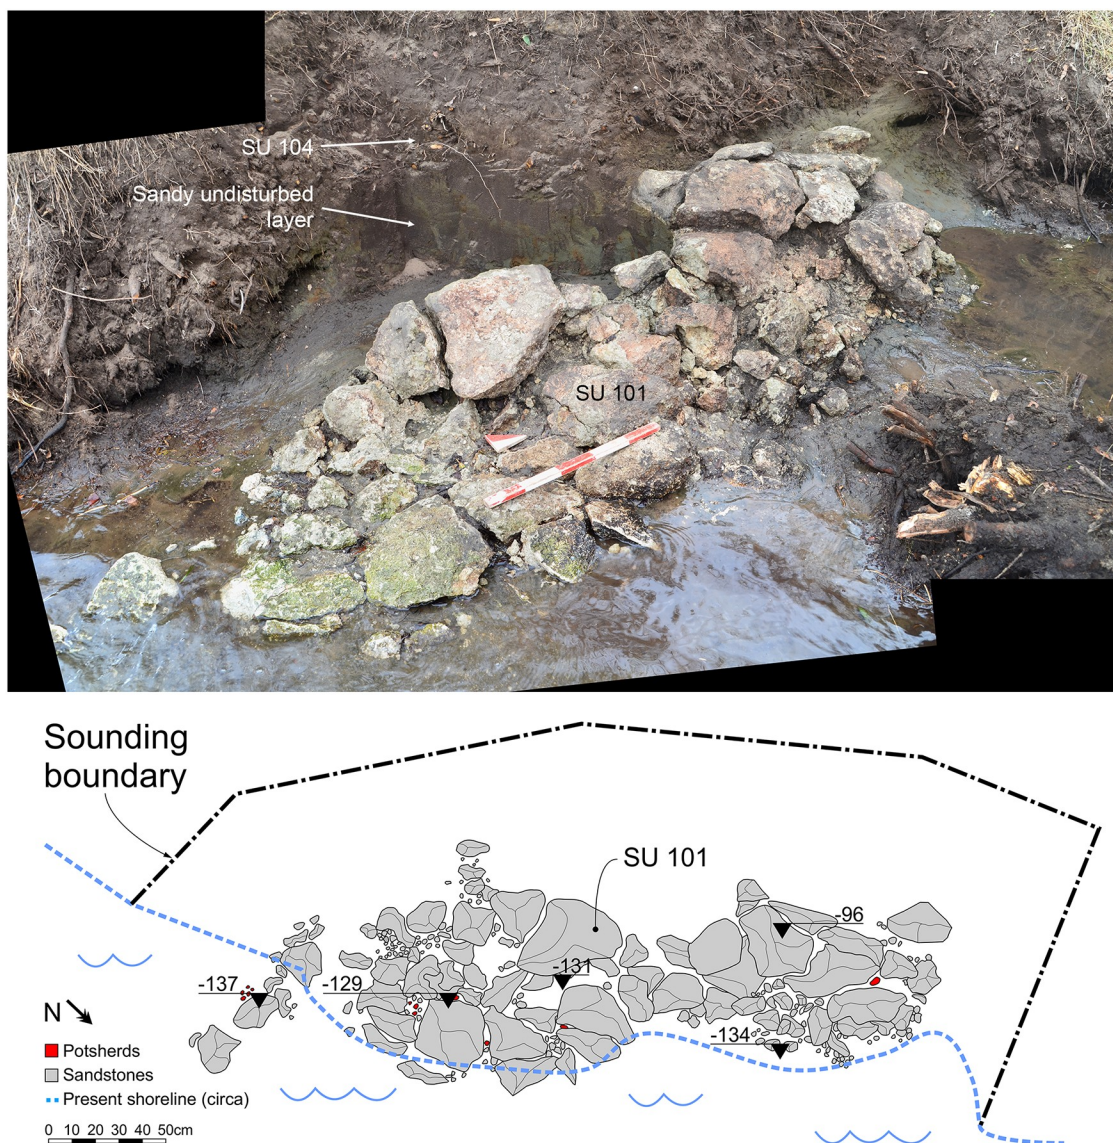 SU 104
Sandy undisturbed
layer
SU 101
Sounding
boundary
SU 101
-96
-137
-129
-131
-134
N
Potsherds
Sandstones
Present shoreline (circa)
0 10 20 30 40 50cm